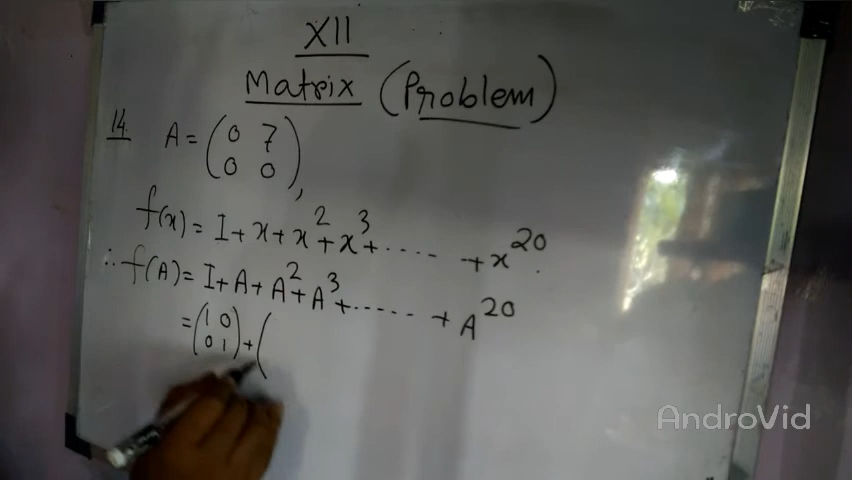 XII
Matrix (Problem)
14. A = (0 7
0 0),
f(x) = I + x + x² + x³ + ..... + x²⁰.
∴ f(A) = I + A + A² + A³ + ...... + A²⁰
= (1 0
0 1) + (
AndroVid